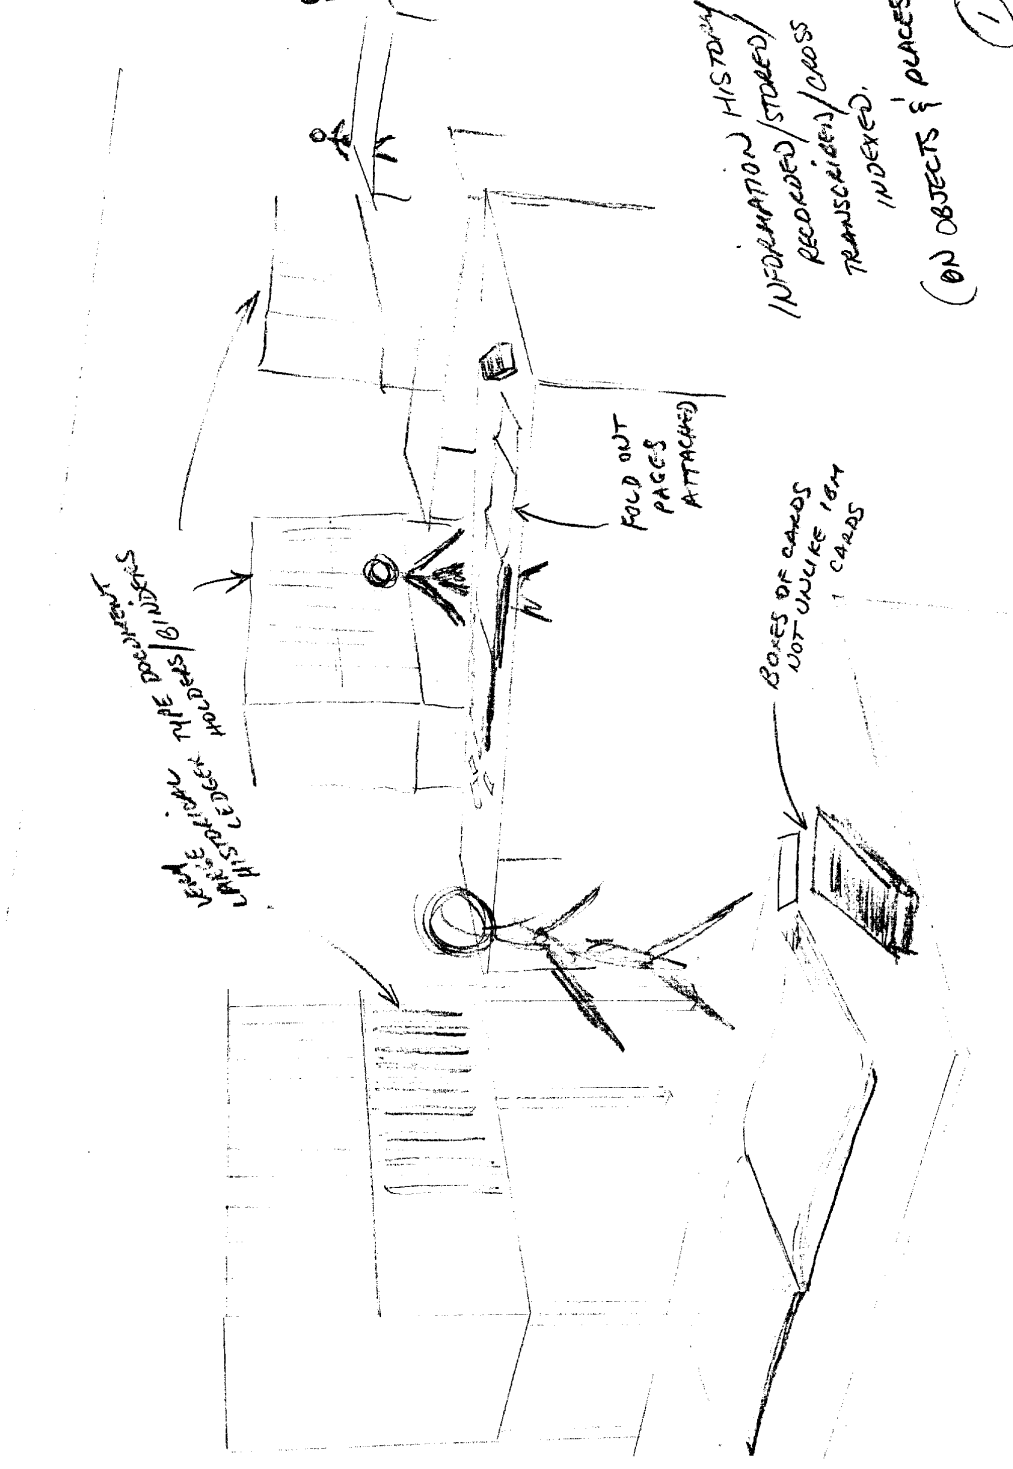 VERY
LARGE
HISTORICAL
LEDGER TYPE DOCUMENT
HOLDERS/BINDERS
FOLD OUT
PAGES
ATTACHED
BOXES OF CARDS
NOT UNLIKE IBM
CARDS
INFORMATION HISTORY
RECORDED/STORED/
TRANSCRIBED/CROSS
INDEXED.
(ON OBJECTS & PLACES
1